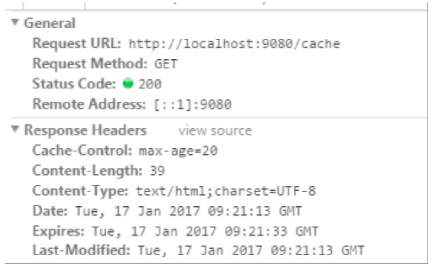 ▼ General
Request URL: http://localhost:9080/cache
Request Method: GET
Status Code: 200
Remote Address: [::1]:9080
▼ Response Headers view source
Cache-Control: max-age=20
Content-Length: 39
Content-Type: text/html;charset=UTF-8
Date: Tue, 17 Jan 2017 09:21:13 GMT
Expires: Tue, 17 Jan 2017 09:21:33 GMT
Last-Modified: Tue, 17 Jan 2017 09:21:13 GMT